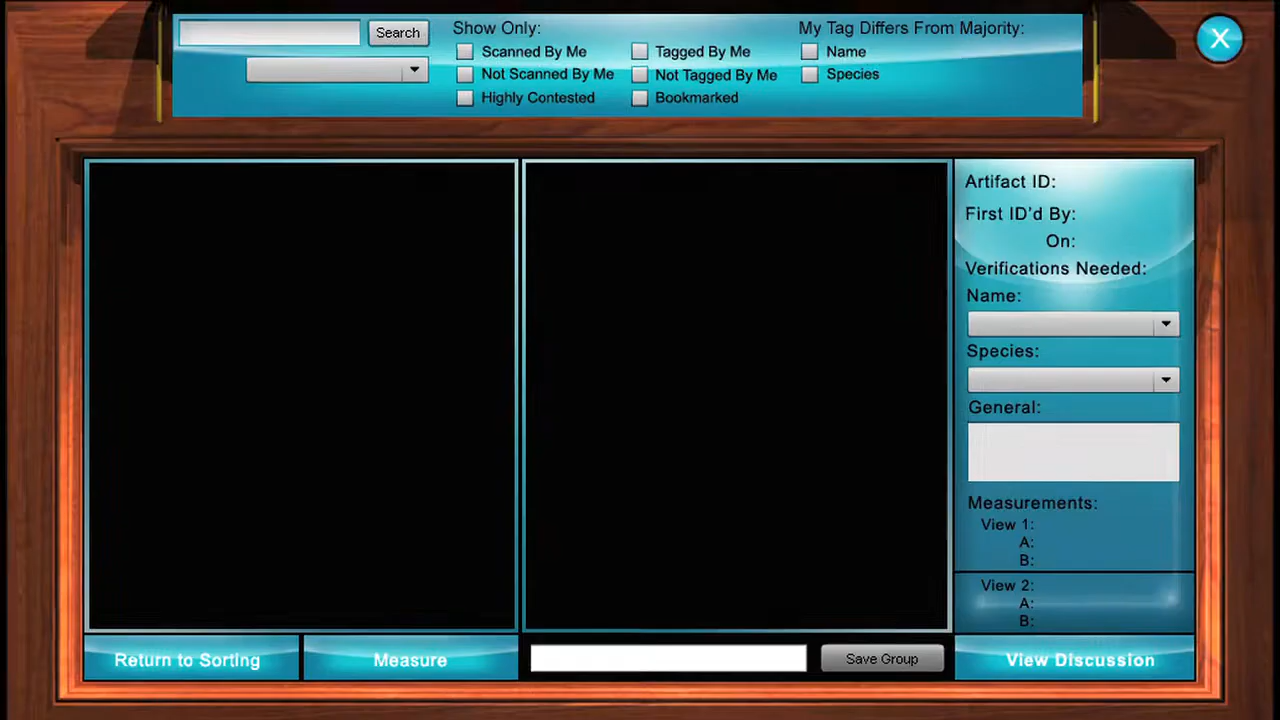 Search
Show Only:
Scanned By Me
Not Scanned By Me
Highly Contested
Tagged By Me
Not Tagged By Me
Bookmarked
My Tag Differs From Majority:
Name
Species
X
Artifact ID:
First ID'd By:
On:
Verifications Needed:
Name:
Species:
General:
Measurements:
View 1:
A:
B:
View 2:
A:
B:
Return to Sorting
Measure
Save Group
View Discussion